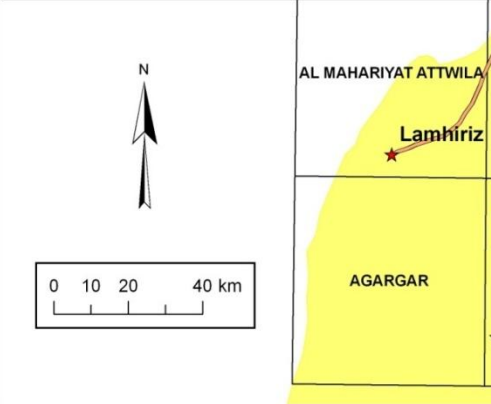 N
AL MAHARIYAT ATTWILA
Lamhiriz
AGARGAR
0 10 20 40 km